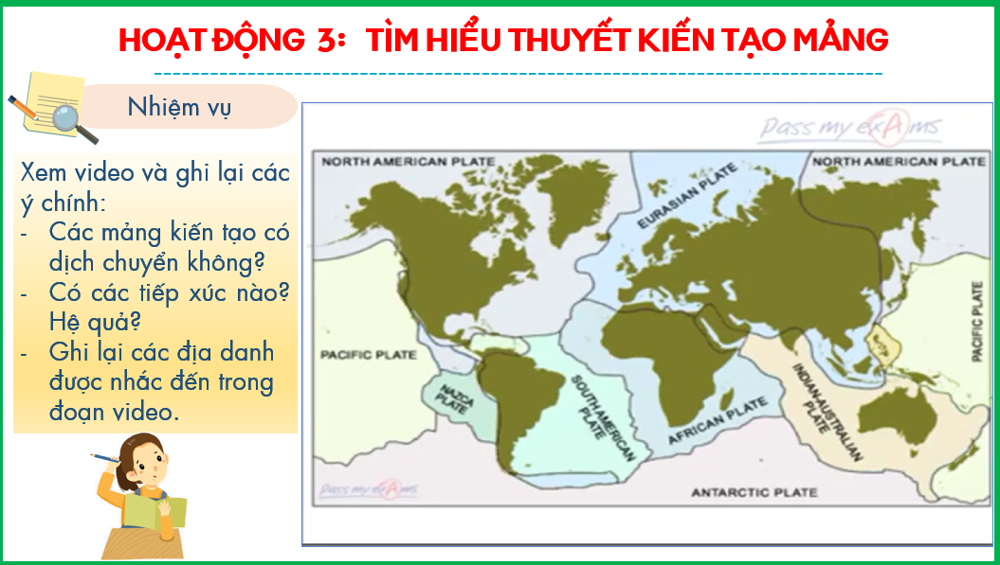 HOẠT ĐỘNG 3: TÌM HIỂU THUYẾT KIẾN TẠO MẢNG
Nhiệm vụ
Xem video và ghi lại các
ý chính:
- Các mảng kiến tạo có
dịch chuyển không?
- Có các tiếp xúc nào?
Hệ quả?
- Ghi lại các địa danh
được nhắc đến trong
đoạn video.
pass my exAms
NORTH AMERICAN PLATE
EURASIAN PLATE
NORTH AMERICAN PLATE
PACIFIC PLATE
PACIFIC PLATE
NAZCA
PLATE
SOUTH AMERICAN
PLATE
AFRICAN PLATE
INDIAN-AUSTRALIAN
PLATE
ANTARCTIC PLATE
pass my exAms